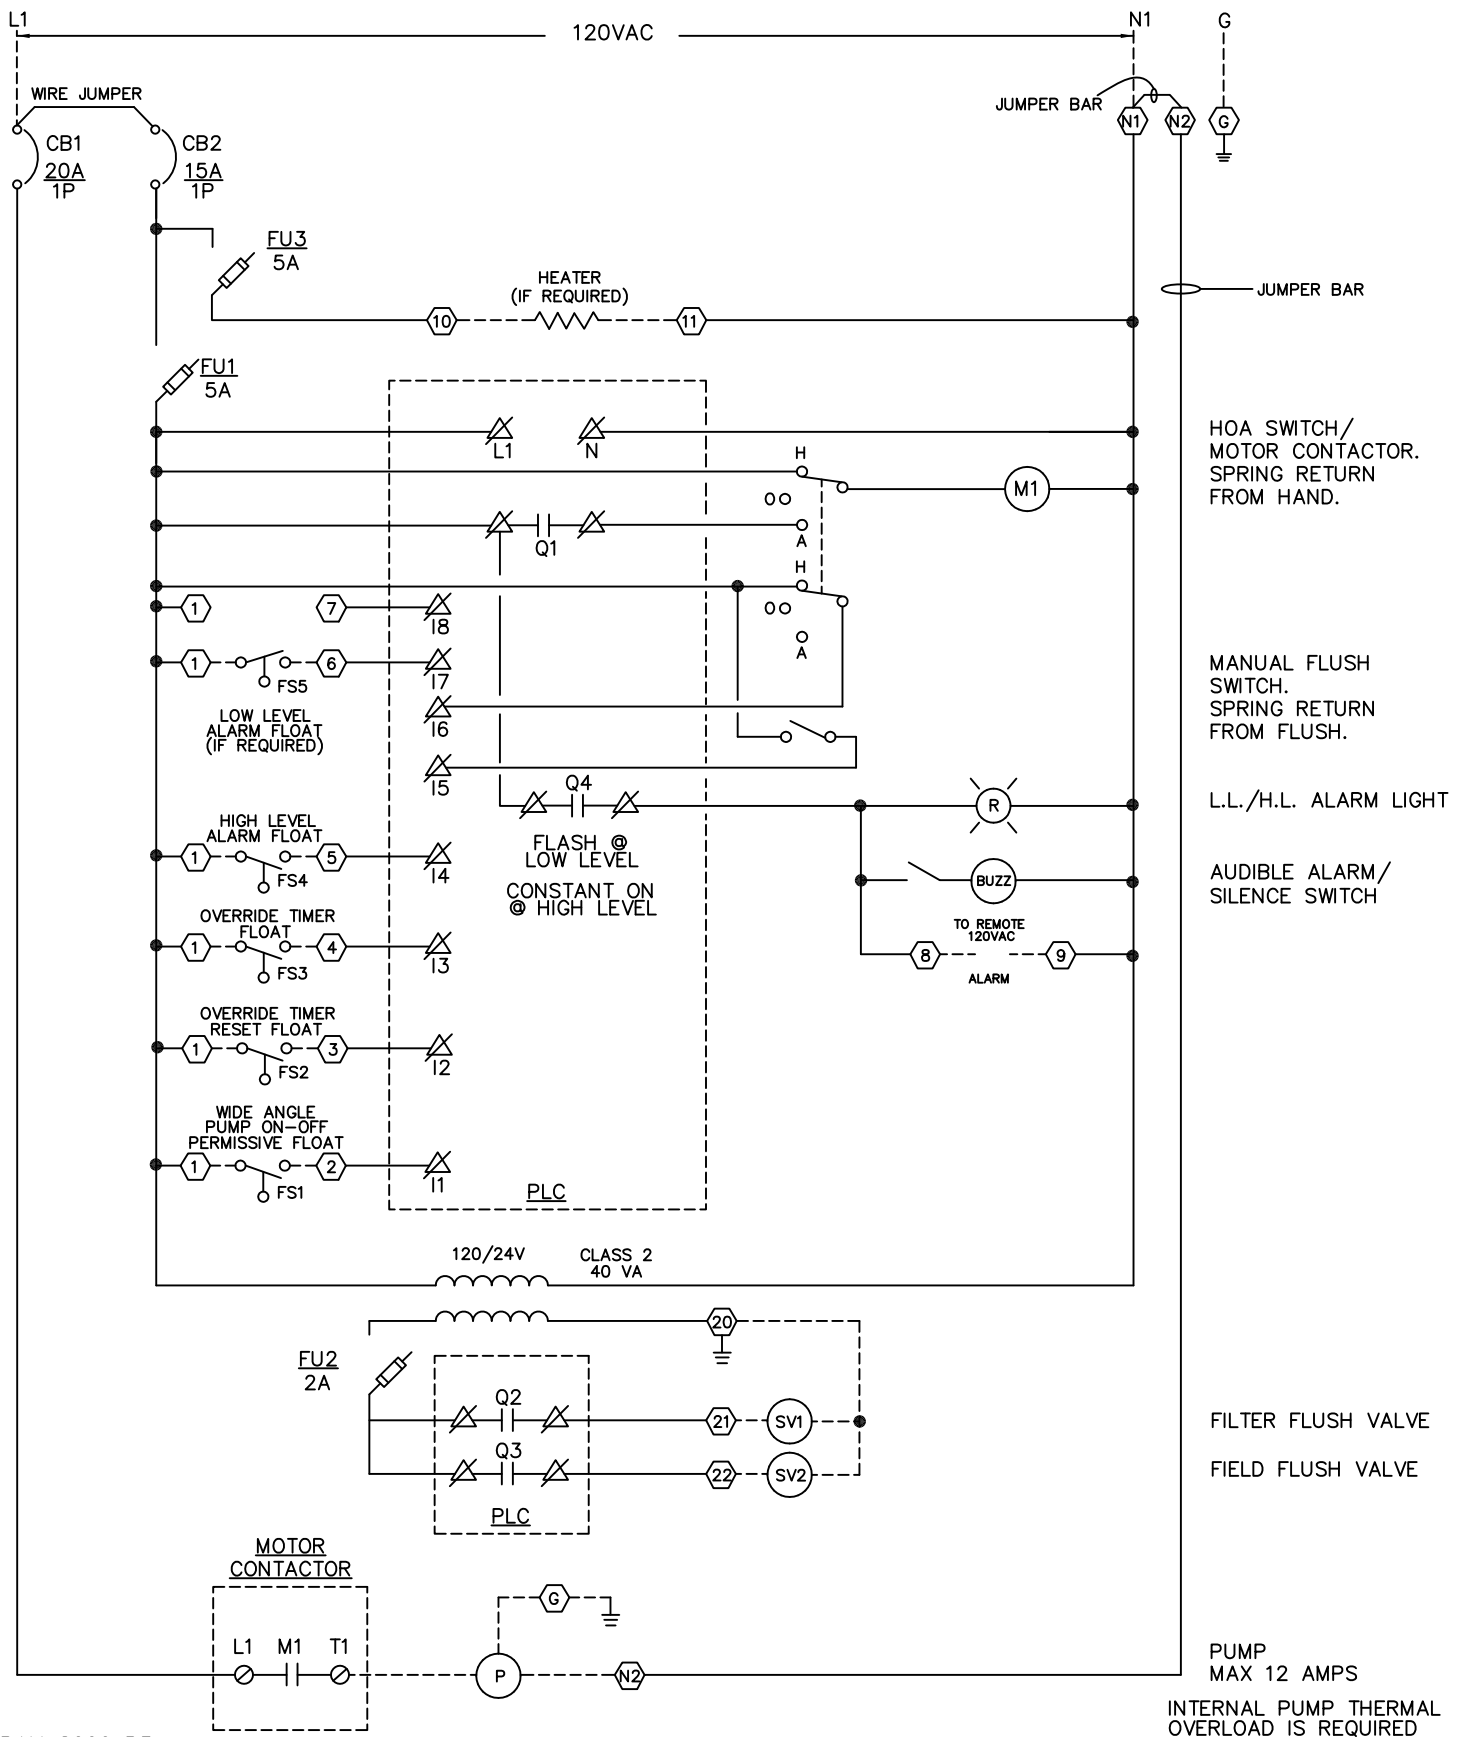 L1
N1
G
120VAC
WIRE JUMPER
JUMPER BAR
N1
N2
G
CB1
20A
1P
CB2
15A
1P
FU3
5A
HEATER
(IF REQUIRED)
10
11
JUMPER BAR
FU1
5A
L1
N
H
O
A
M1
HOA SWITCH/
MOTOR CONTACTOR.
SPRING RETURN
FROM HAND.
Q1
H
O
A
1
7
I8
1
6
FS5
I7
LOW LEVEL
ALARM FLOAT
(IF REQUIRED)
I6
MANUAL FLUSH
SWITCH.
SPRING RETURN
FROM FLUSH.
I5
Q4
R
L.L./H.L. ALARM LIGHT
FLASH @
LOW LEVEL
CONSTANT ON
@ HIGH LEVEL
HIGH LEVEL
ALARM FLOAT
1
5
FS4
I4
BUZZ
AUDIBLE ALARM/
SILENCE SWITCH
OVERRIDE TIMER
FLOAT
1
4
FS3
I3
TO REMOTE
120VAC
8
9
ALARM
OVERRIDE TIMER
RESET FLOAT
1
3
FS2
I2
WIDE ANGLE
PUMP ON-OFF
PERMISSIVE FLOAT
1
2
FS1
I1
PLC
120/24V
CLASS 2
40 VA
20
FU2
2A
Q2
21
SV1
FILTER FLUSH VALVE
Q3
22
SV2
FIELD FLUSH VALVE
PLC
MOTOR
CONTACTOR
G
L1
M1
T1
P
N2
PUMP
MAX 12 AMPS
INTERNAL PUMP THERMAL
OVERLOAD IS REQUIRED